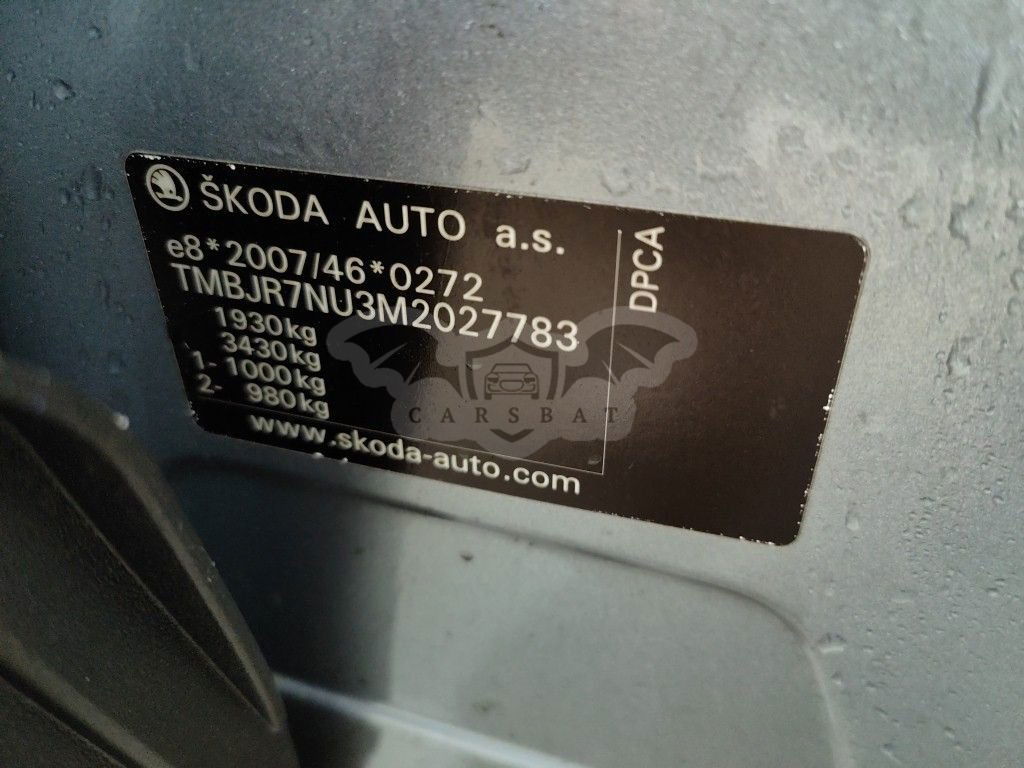 ŠKODA AUTO a.s.
e8*2007/46*0272
TMBJR7NU3M2027783
1930kg
3430kg
1.- 1000kg
2.- 980kg
www.skoda-auto.com
DPCA
CARSBAT